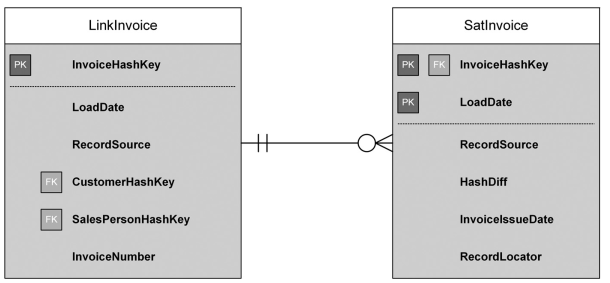 LinkInvoice
PK InvoiceHashKey
LoadDate
RecordSource
FK CustomerHashKey
FK SalesPersonHashKey
InvoiceNumber
SatInvoice
PK FK InvoiceHashKey
PK LoadDate
RecordSource
HashDiff
InvoiceIssueDate
RecordLocator